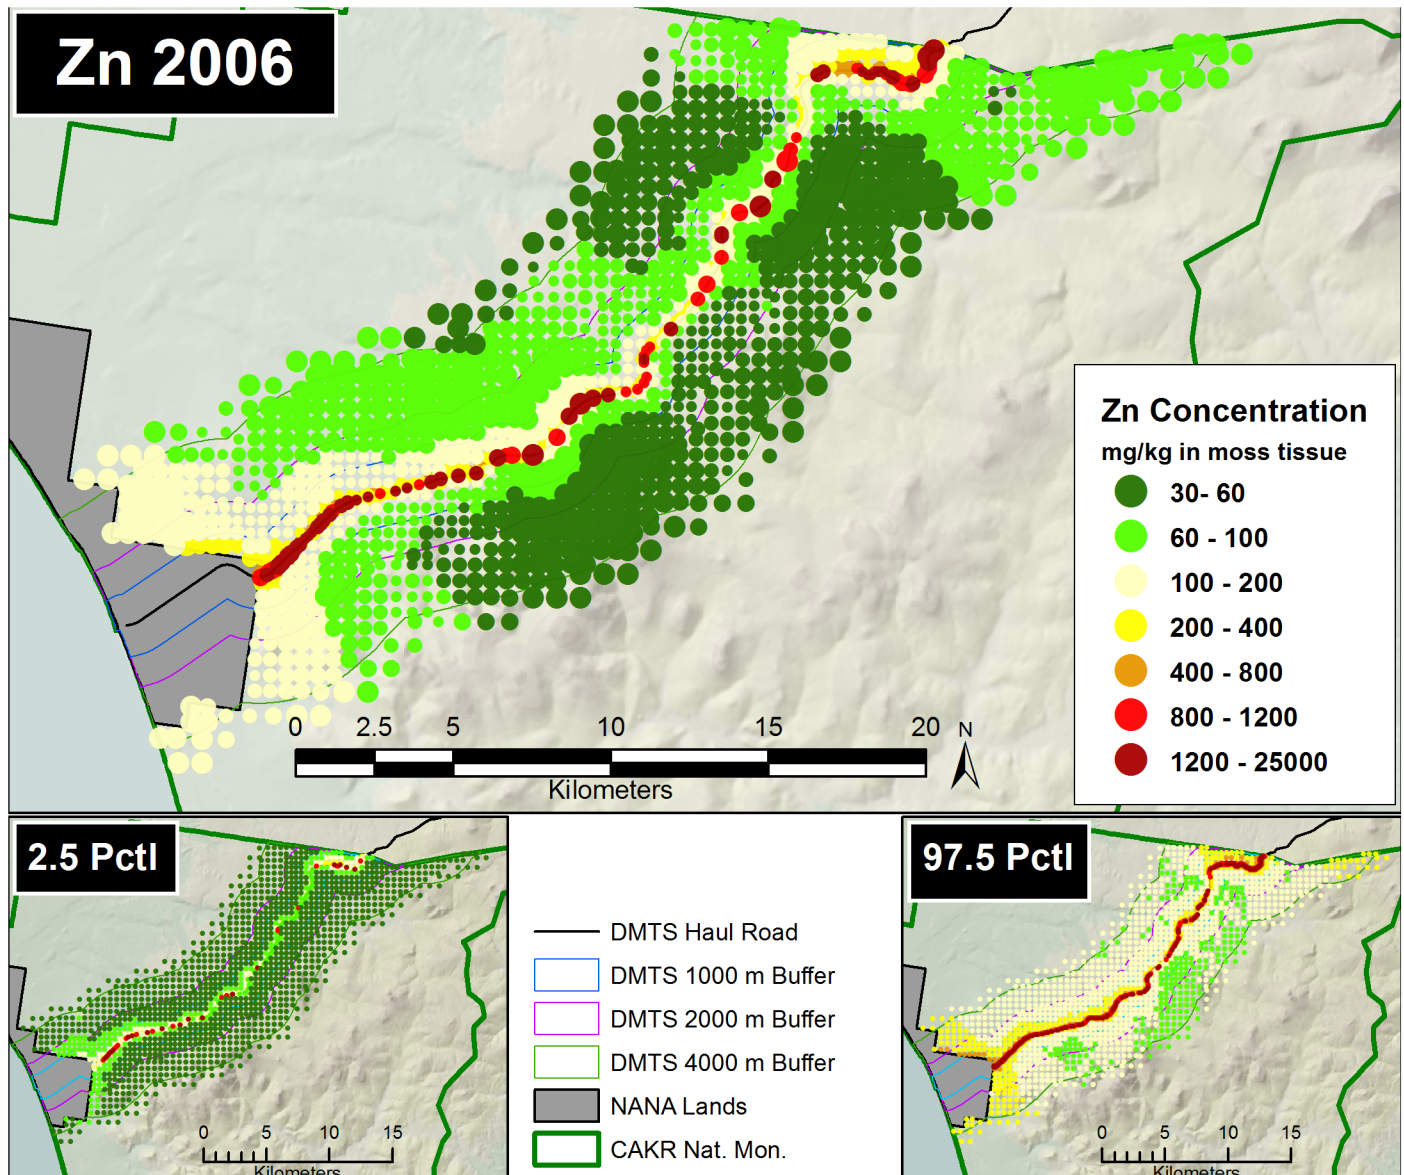 Zn 2006
Zn Concentration
mg/kg in moss tissue
30- 60
60 - 100
100 - 200
200 - 400
400 - 800
800 - 1200
1200 - 25000
0 2.5 5 10 15 20
Kilometers
N
2.5 Pctl
0 5 10 15
Kilometers
DMTS Haul Road
DMTS 1000 m Buffer
DMTS 2000 m Buffer
DMTS 4000 m Buffer
NANA Lands
CAKR Nat. Mon.
97.5 Pctl
0 5 10 15
Kilometers